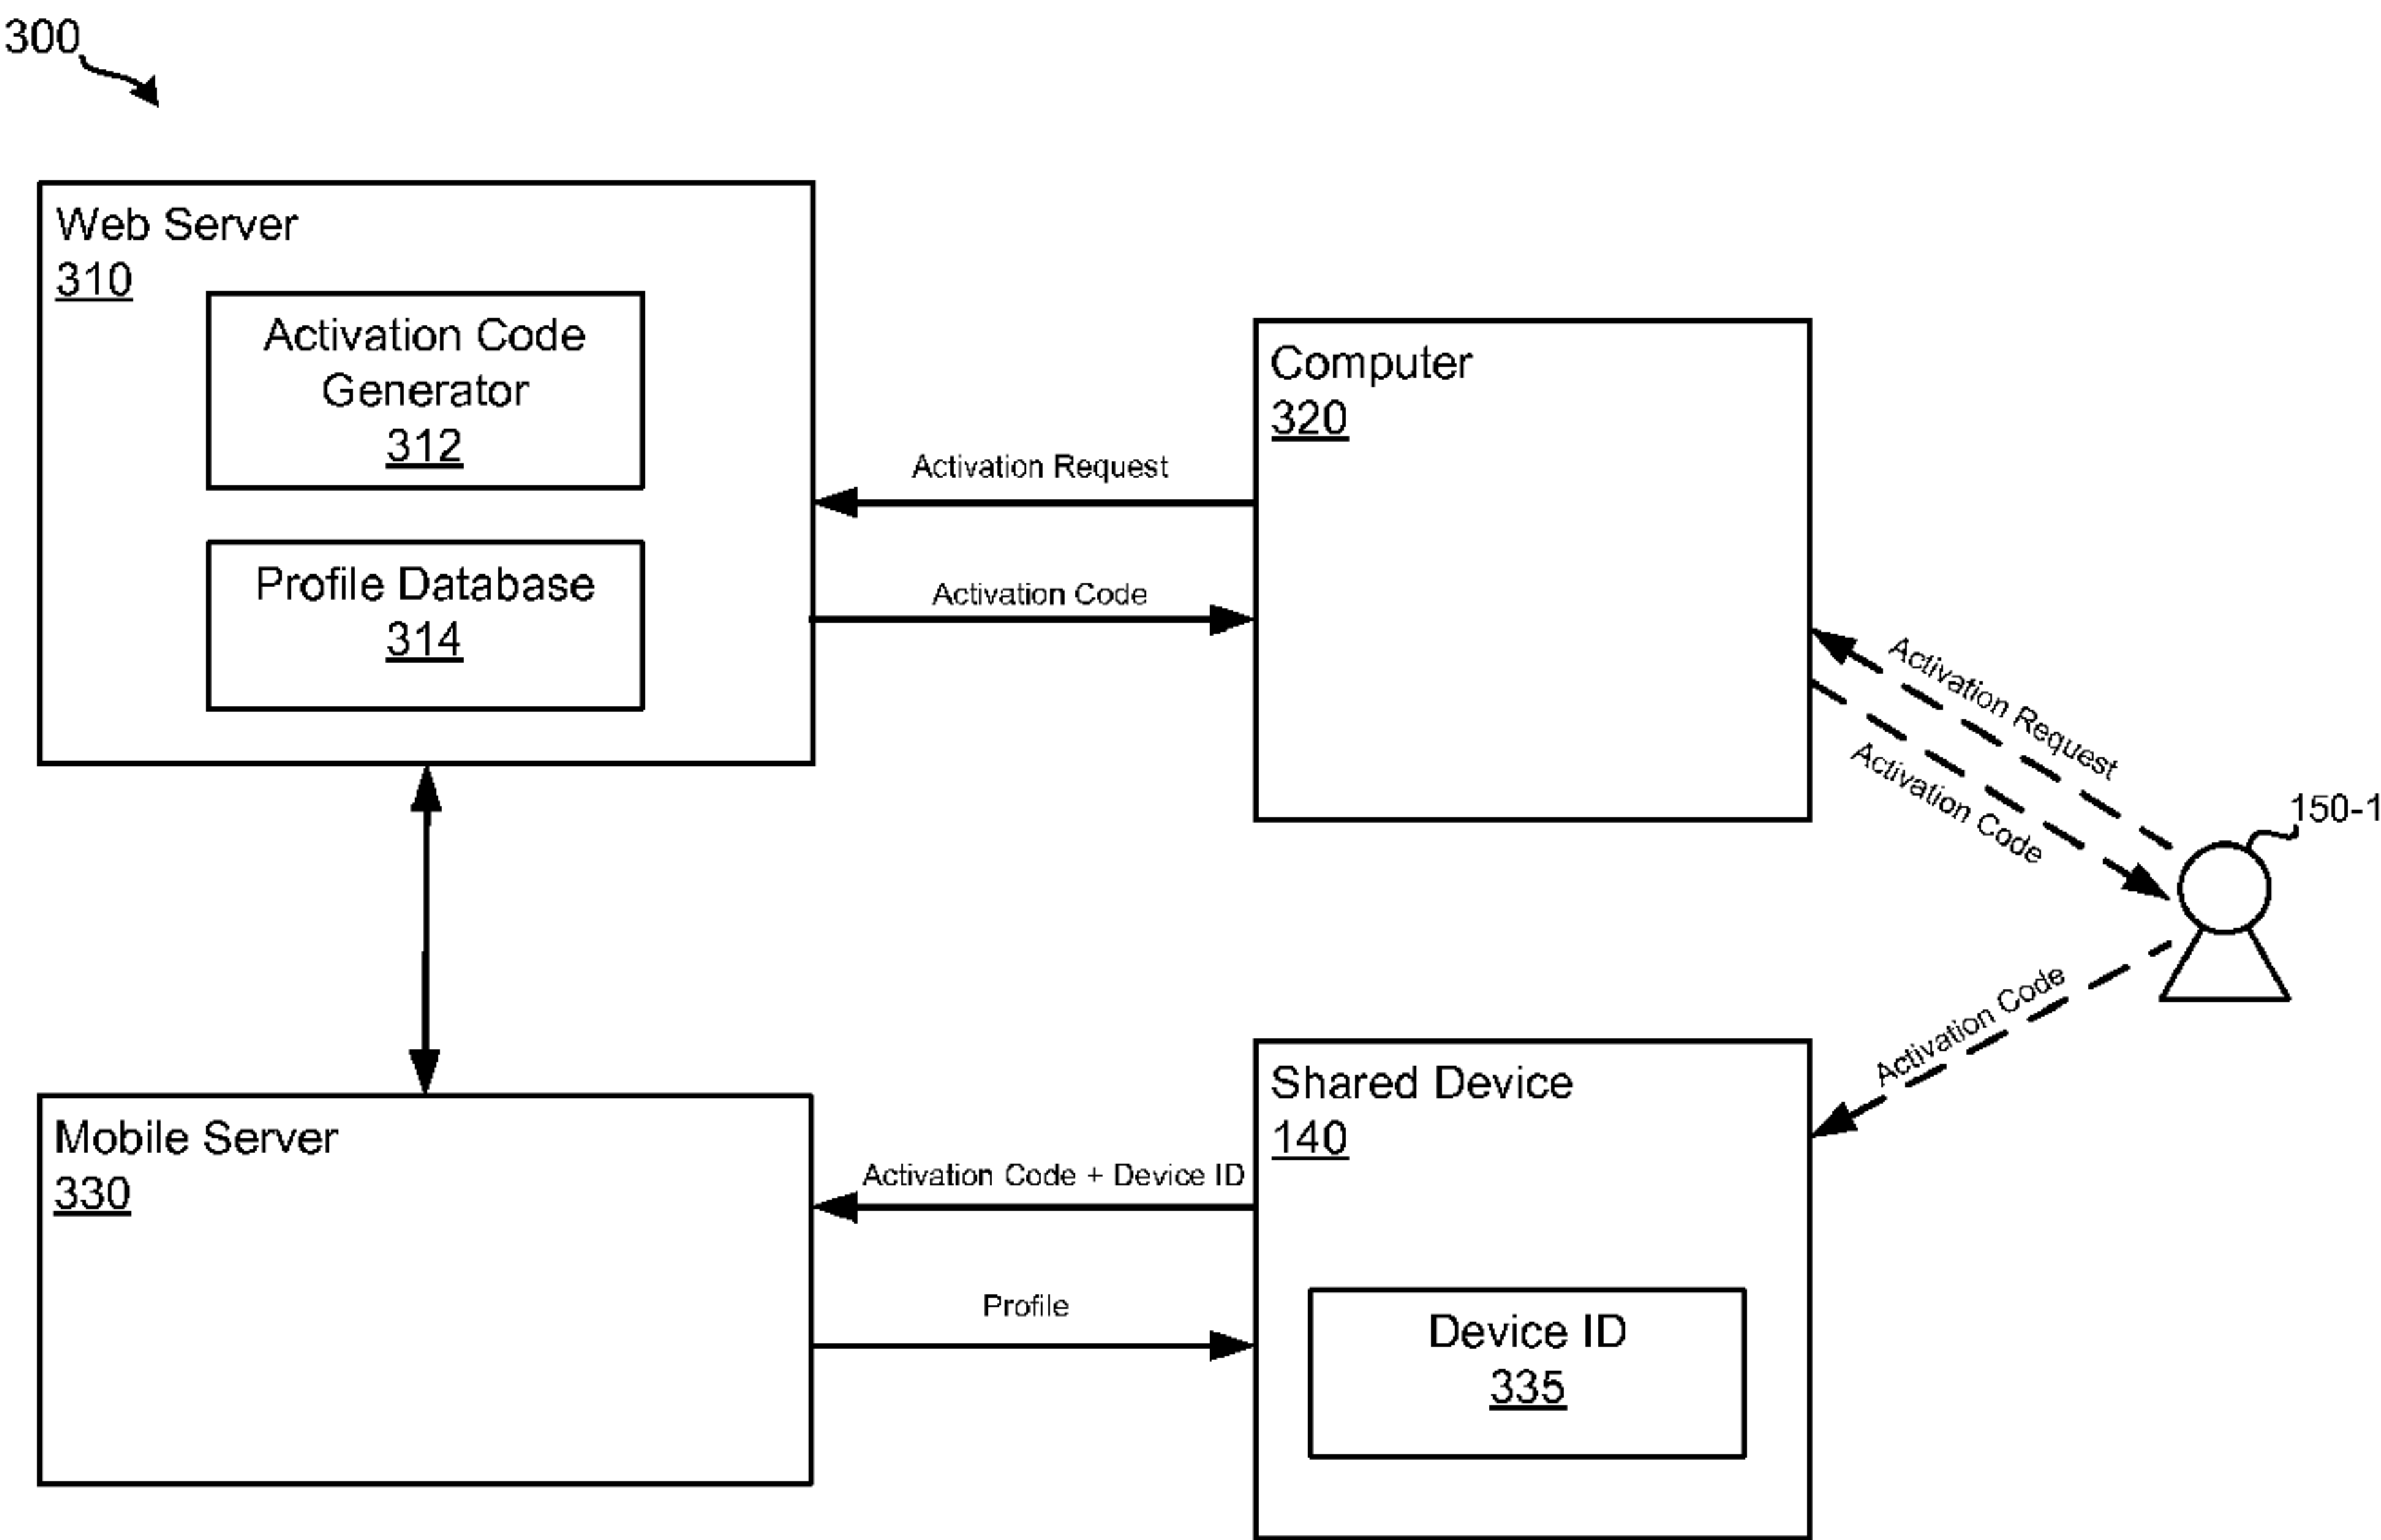 300
Web Server
310
Activation Code
Generator
312
Profile Database
314
Activation Request
Activation Code
Computer
320
Activation Request
Activation Code
150-1
Activation Code
Mobile Server
330
Activation Code + Device ID
Profile
Shared Device
140
Device ID
335